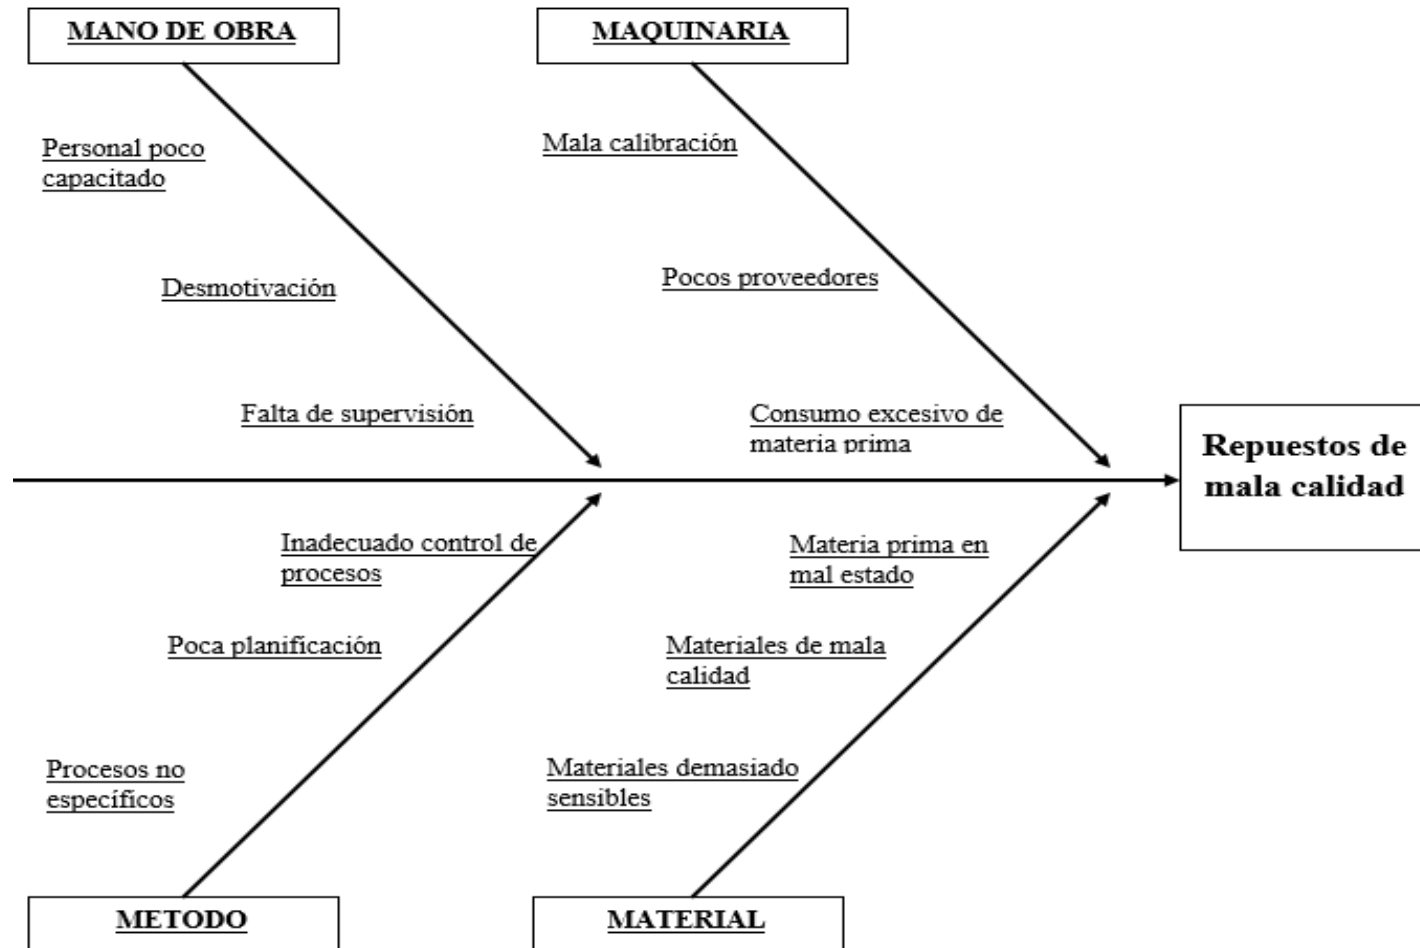 MANO DE OBRA
MAQUINARIA
Personal poco
capacitado
Mala calibración
Desmotivación
Pocos proveedores
Falta de supervisión
Consumo excesivo de
materia prima
Repuestos de
mala calidad
Inadecuado control de
procesos
Materia prima en
mal estado
Poca planificación
Materiales de mala
calidad
Procesos no
específicos
Materiales demasiado
sensibles
METODO
MATERIAL